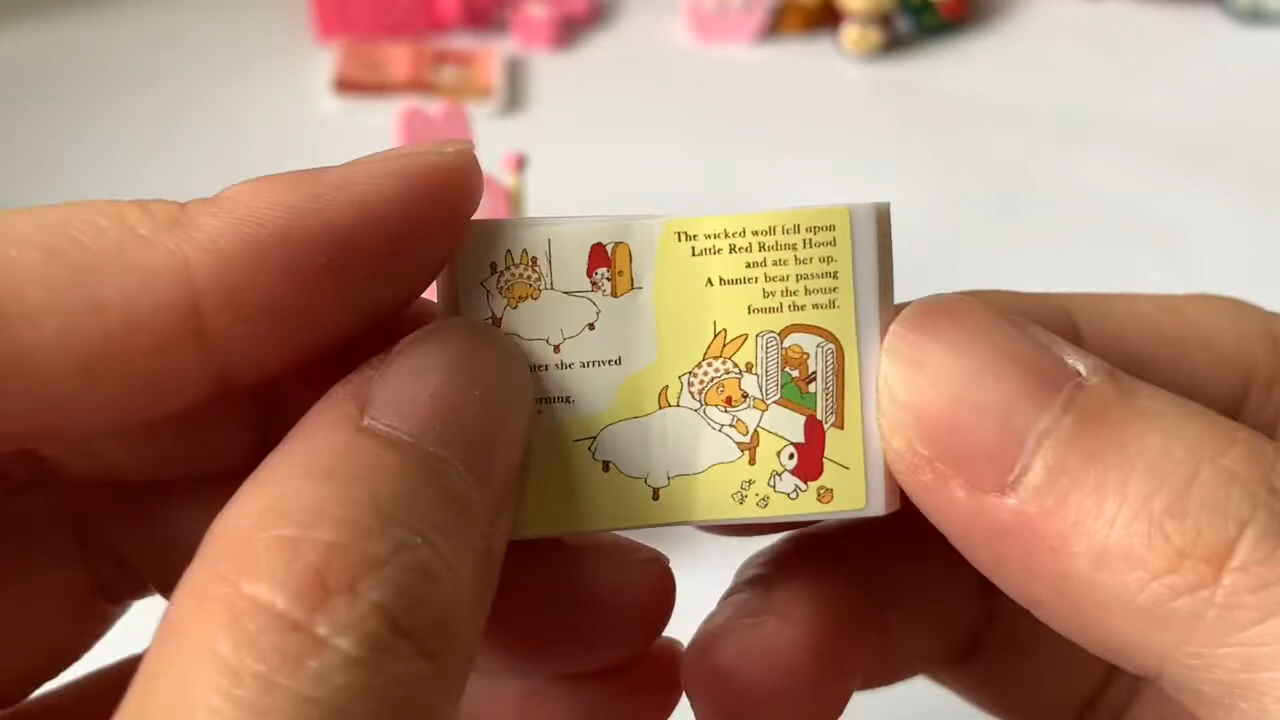 she arrived
The wicked wolf fell upon
Little Red Riding Hood
and ate her up.
A hunter bear passing
by the house
found the wolf.